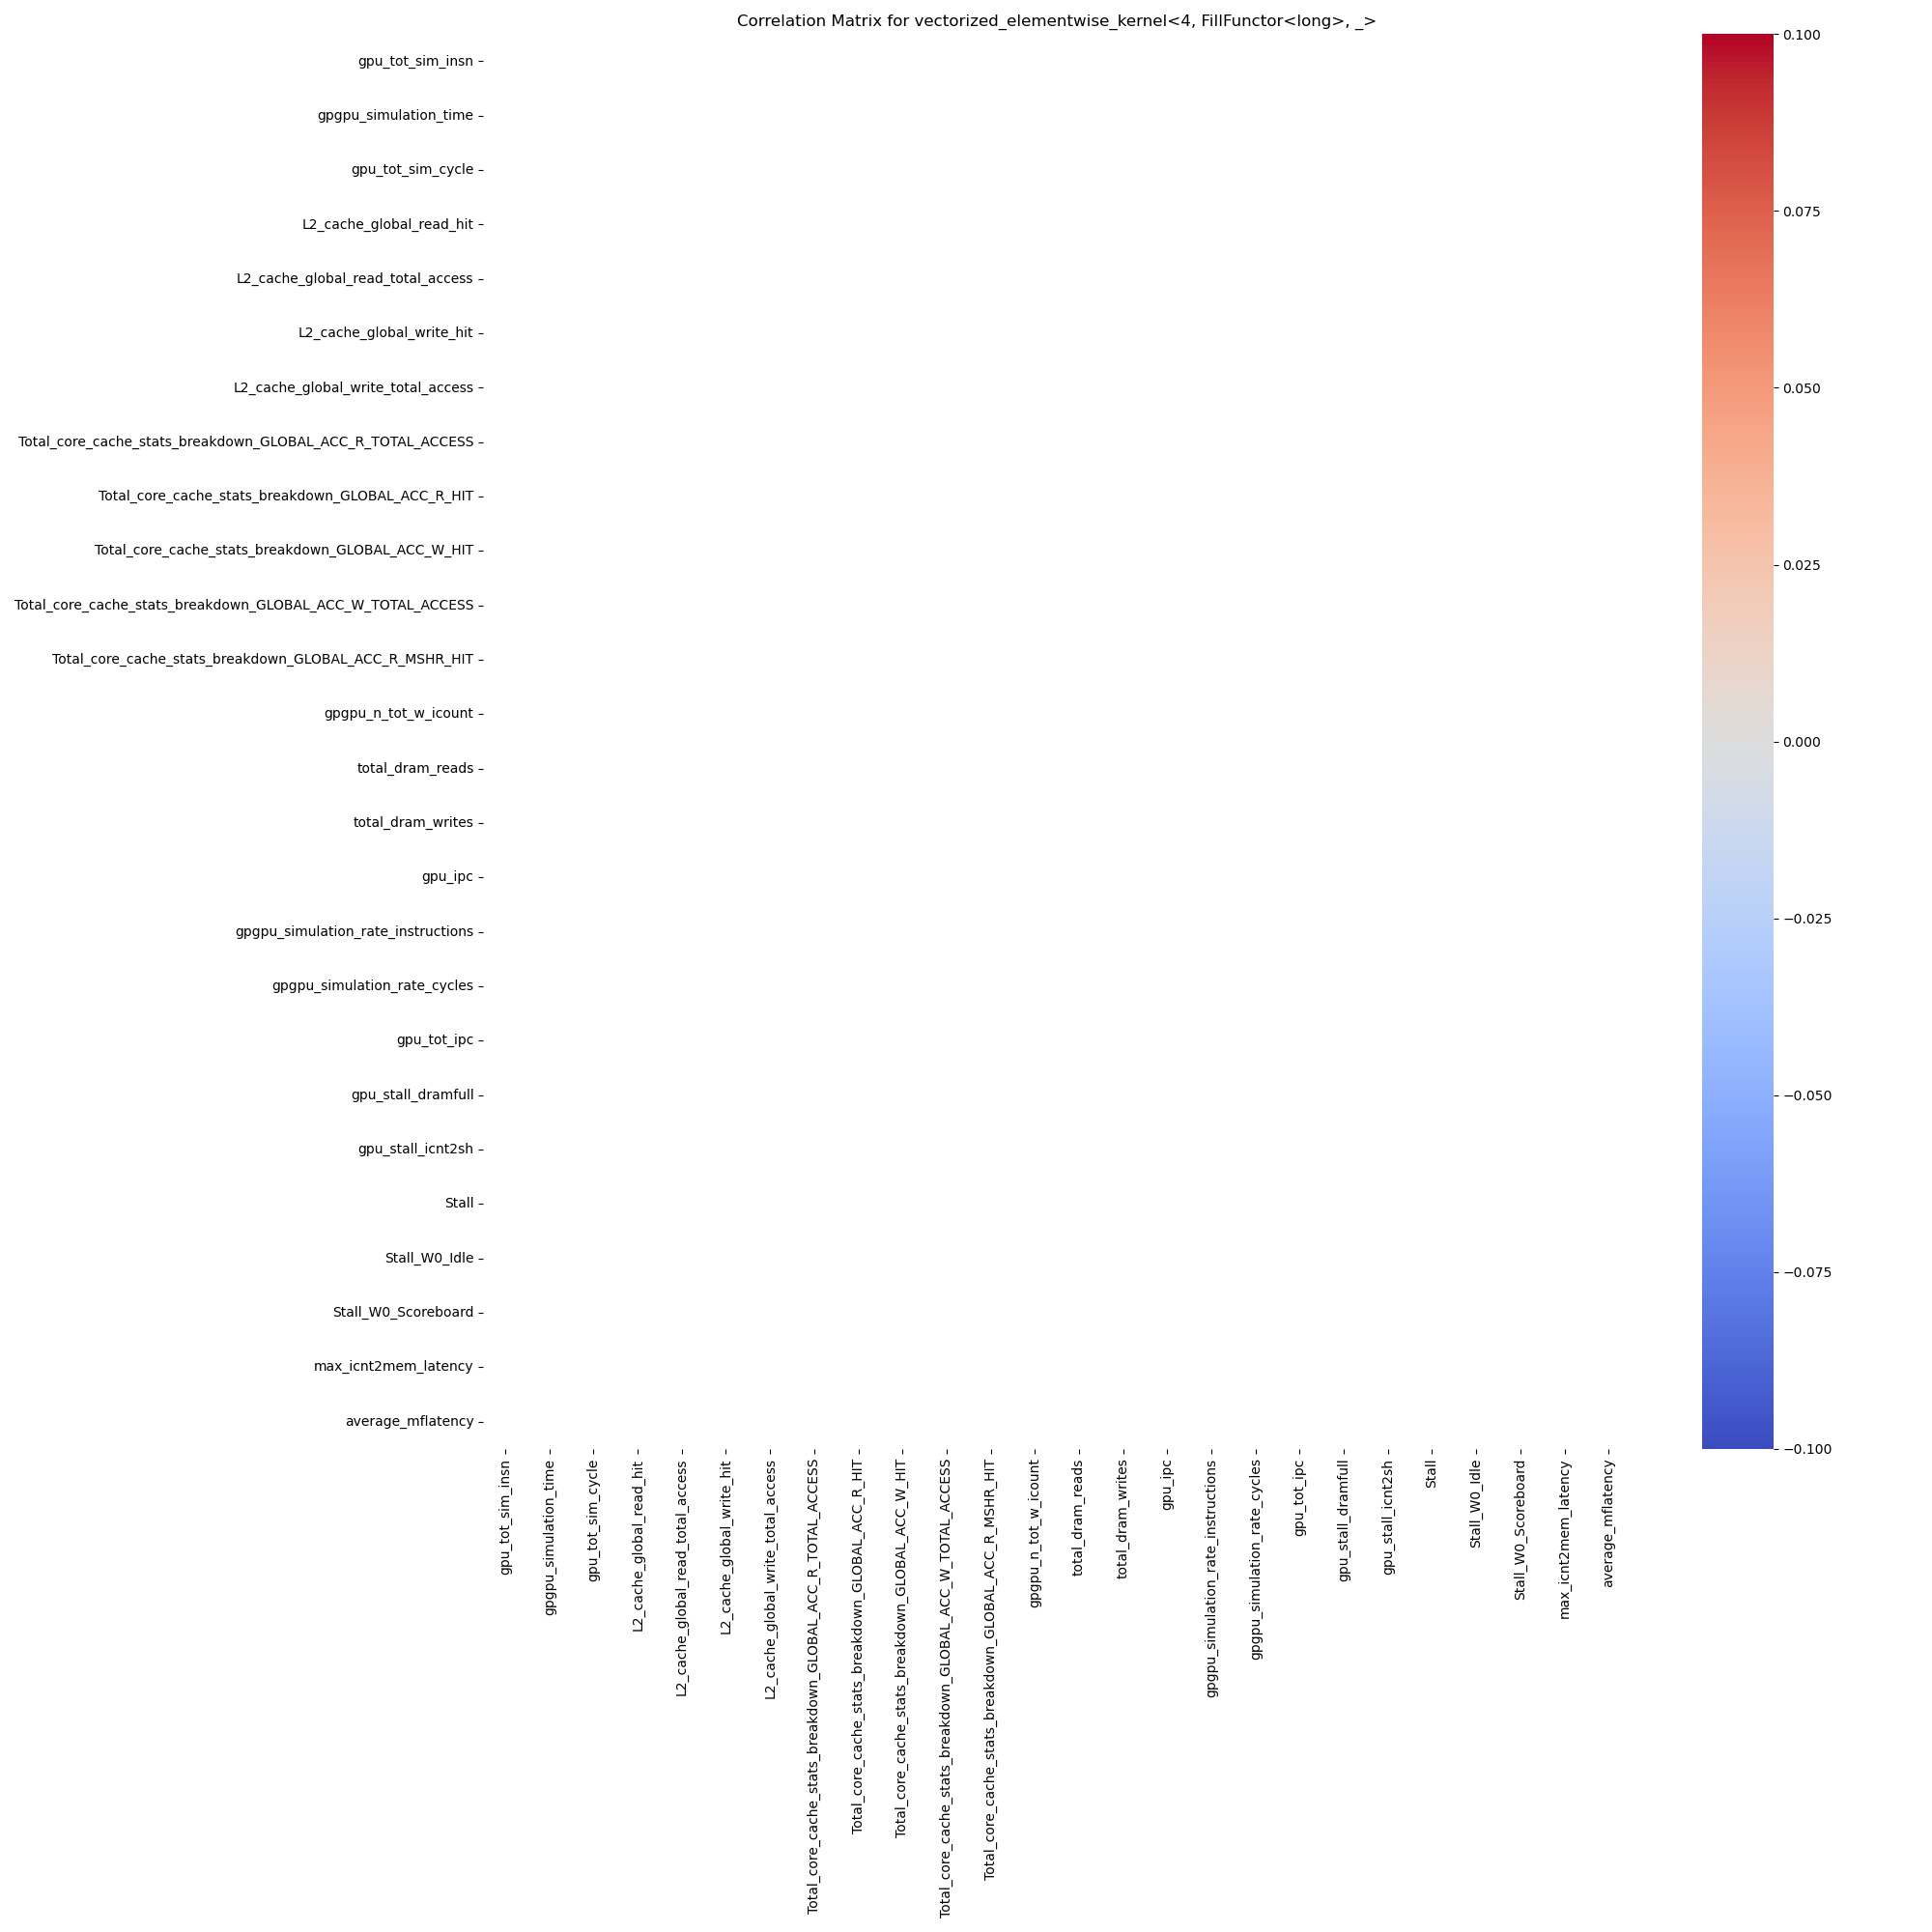 Correlation Matrix for vectorized_elementwise_kernel<4, FillFunctor<long>, _>
gpu_tot_sim_insn
gpgpu_simulation_time
gpu_tot_sim_cycle
L2_cache_global_read_hit
L2_cache_global_read_total_access
L2_cache_global_write_hit
L2_cache_global_write_total_access
Total_core_cache_stats_breakdown_GLOBAL_ACC_R_TOTAL_ACCESS
Total_core_cache_stats_breakdown_GLOBAL_ACC_R_HIT
Total_core_cache_stats_breakdown_GLOBAL_ACC_W_HIT
Total_core_cache_stats_breakdown_GLOBAL_ACC_W_TOTAL_ACCESS
Total_core_cache_stats_breakdown_GLOBAL_ACC_R_MSHR_HIT
gpgpu_n_tot_w_icount
total_dram_reads
total_dram_writes
gpu_ipc
gpgpu_simulation_rate_instructions
gpgpu_simulation_rate_cycles
gpu_tot_ipc
gpu_stall_dramfull
gpu_stall_icnt2sh
Stall
Stall_W0_Idle
Stall_W0_Scoreboard
max_icnt2mem_latency
average_mflatency
gpu_tot_sim_insn
gpgpu_simulation_time
gpu_tot_sim_cycle
L2_cache_global_read_hit
L2_cache_global_read_total_access
L2_cache_global_write_hit
L2_cache_global_write_total_access
Total_core_cache_stats_breakdown_GLOBAL_ACC_R_TOTAL_ACCESS
Total_core_cache_stats_breakdown_GLOBAL_ACC_R_HIT
Total_core_cache_stats_breakdown_GLOBAL_ACC_W_HIT
Total_core_cache_stats_breakdown_GLOBAL_ACC_W_TOTAL_ACCESS
Total_core_cache_stats_breakdown_GLOBAL_ACC_R_MSHR_HIT
gpgpu_n_tot_w_icount
total_dram_reads
total_dram_writes
gpu_ipc
gpgpu_simulation_rate_instructions
gpgpu_simulation_rate_cycles
gpu_tot_ipc
gpu_stall_dramfull
gpu_stall_icnt2sh
Stall
Stall_W0_Idle
Stall_W0_Scoreboard
max_icnt2mem_latency
average_mflatency
0.100
0.075
0.050
0.025
0.000
−0.025
−0.050
−0.075
−0.100